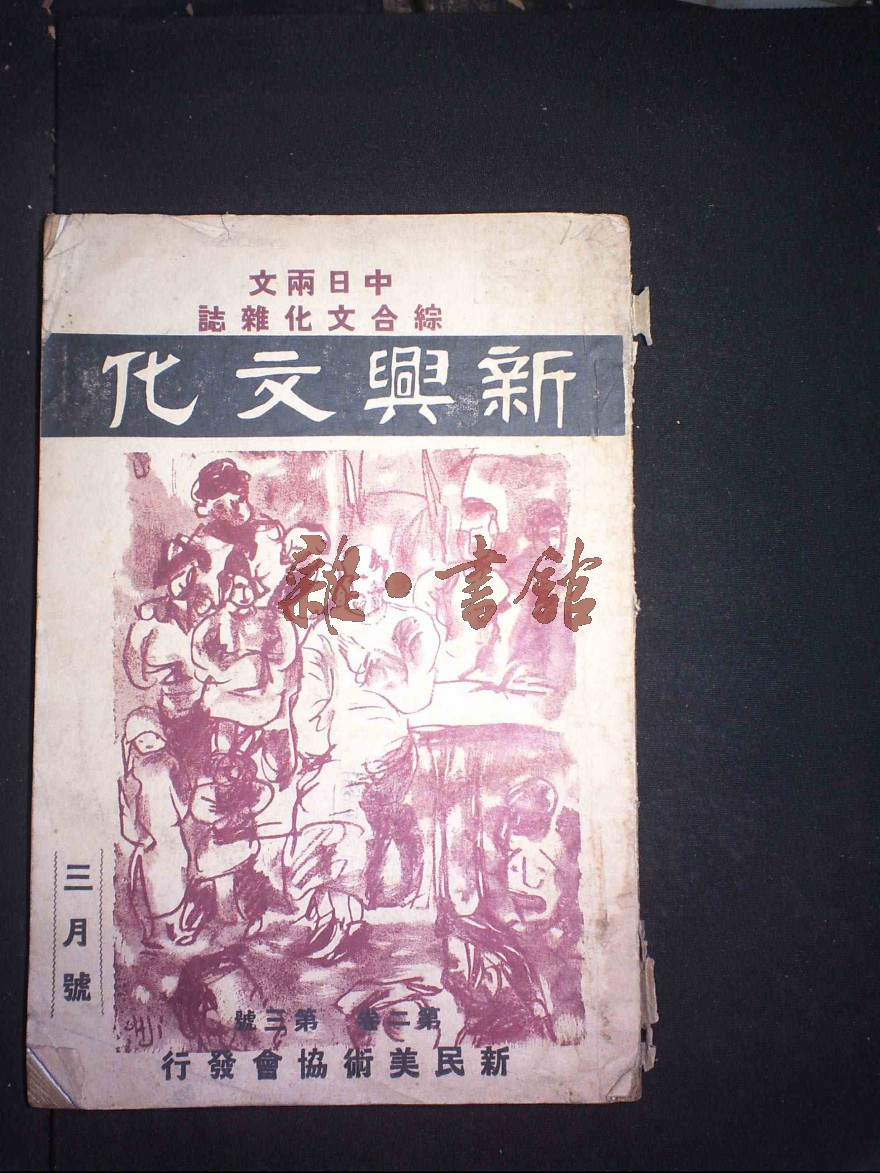 中日兩文
綜合文化雜誌
新興文化
雜·書舘
三月號
第二卷 第三號
新民美術協會發行